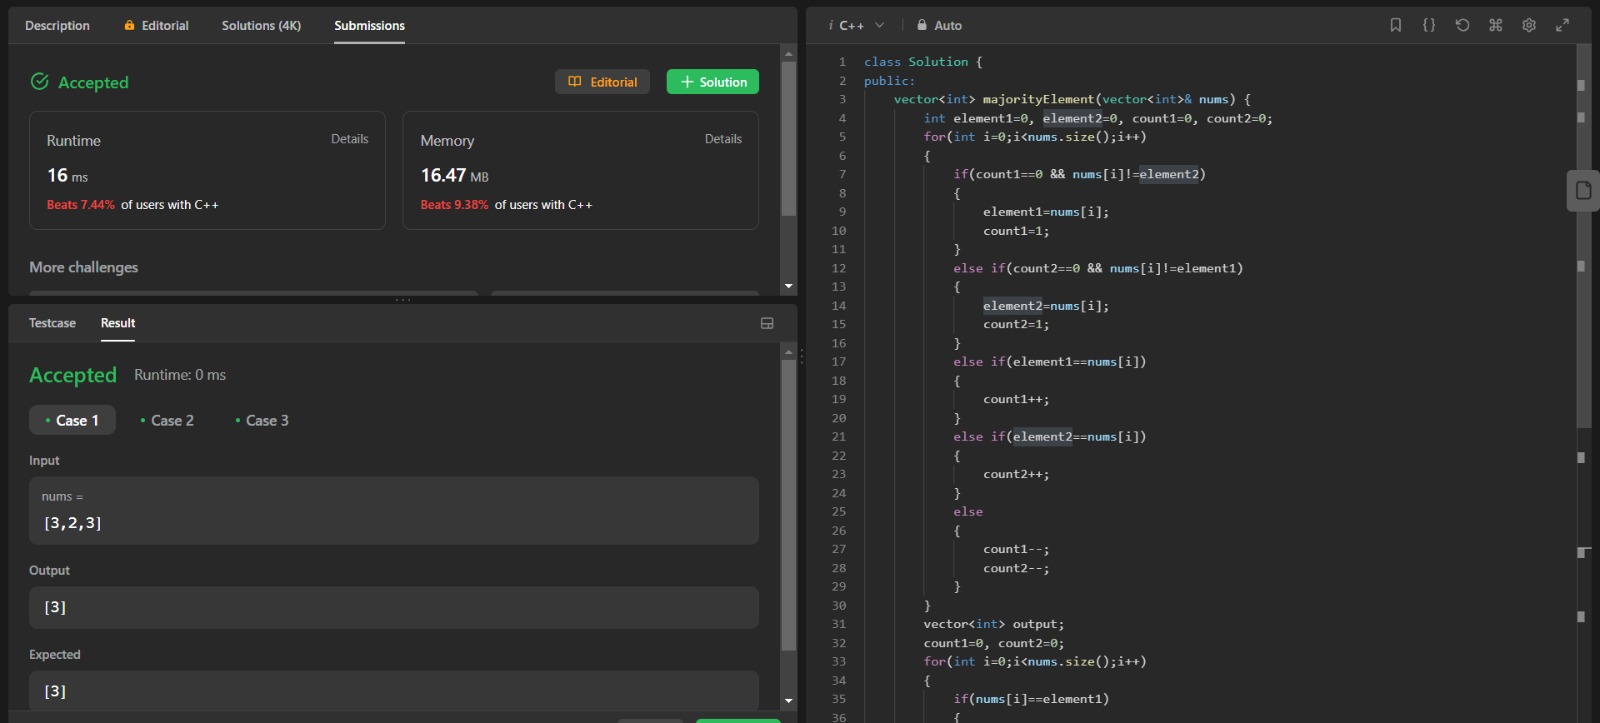 Description Editorial Solutions (4K) Submissions
Accepted Editorial + Solution
Runtime Details
16 ms
Beats 7.44% of users with C++
Memory Details
16.47 MB
Beats 9.38% of users with C++
More challenges
Testcase Result
Accepted Runtime: 0 ms
• Case 1 • Case 2 • Case 3
Input
nums =
[3,2,3]
Output
[3]
Expected
[3]
i C++ Auto
1 class Solution {
2 public:
3     vector<int> majorityElement(vector<int>& nums) {
4         int element1=0, element2=0, count1=0, count2=0;
5         for(int i=0;i<nums.size();i++)
6         {
7             if(count1==0 && nums[i]!=element2)
8             {
9                 element1=nums[i];
10                 count1=1;
11             }
12             else if(count2==0 && nums[i]!=element1)
13             {
14                 element2=nums[i];
15                 count2=1;
16             }
17             else if(element1==nums[i])
18             {
19                 count1++;
20             }
21             else if(element2==nums[i])
22             {
23                 count2++;
24             }
25             else
26             {
27                 count1--;
28                 count2--;
29             }
30         }
31         vector<int> output;
32         count1=0, count2=0;
33         for(int i=0;i<nums.size();i++)
34         {
35             if(nums[i]==element1)
36             {